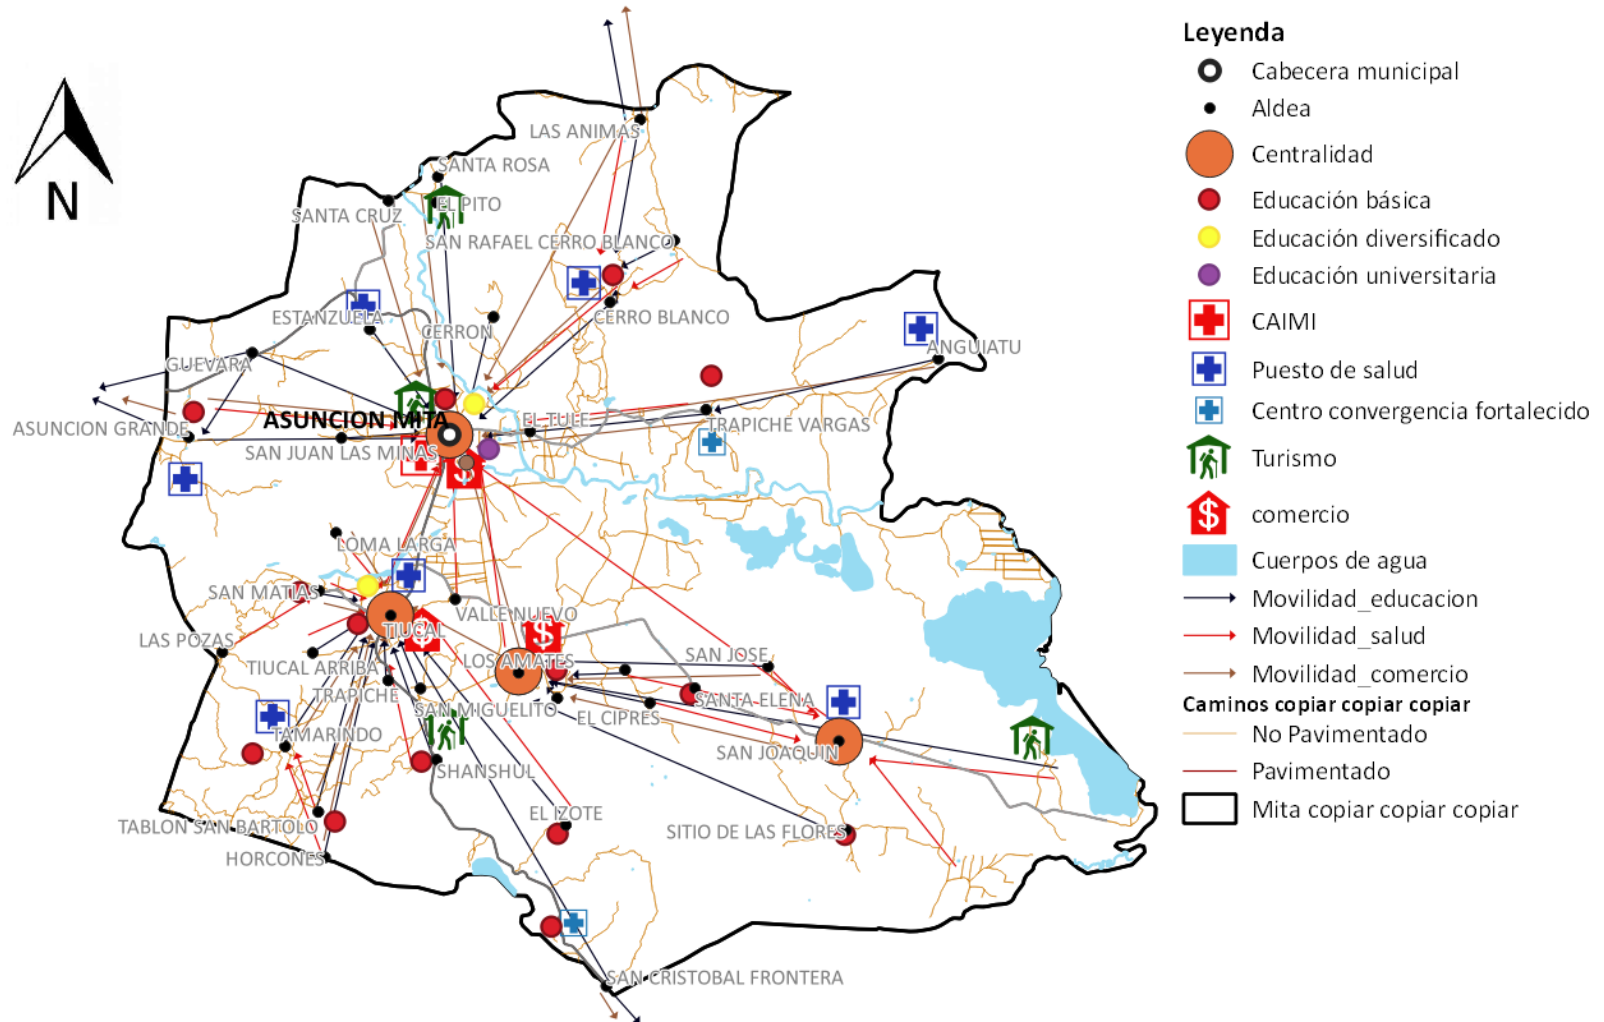 LAS ANIMAS
SANTA ROSA
EL PITO
SANTA CRUZ
SAN RAFAEL CERRO BLANCO
ESTANZUELA
CERRON
CERRO BLANCO
GUEVARA
ANGUIATU
ASUNCION MITA
ASUNCION GRANDE
EL TULE
TRAPICHE VARGAS
SAN JUAN LAS MINAS
LOMA LARGA
SAN MATIAS
VALLE NUEVO
LAS POZAS
TIUCAL
TIUCAL ARRIBA
LOS AMATES
SAN JOSE
TRAPICHE
SAN MIGUELITO
EL CIPRES
SANTA ELENA
TAMARINDO
SAN JOAQUIN
SHANSHUL
TABLON SAN BARTOLO
EL IZOTE
SITIO DE LAS FLORES
HORCONES
SAN CRISTOBAL FRONTERA
N
Leyenda
Cabecera municipal
Aldea
Centralidad
Educación básica
Educación diversificado
Educación universitaria
CAIMI
Puesto de salud
Centro convergencia fortalecido
Turismo
comercio
Cuerpos de agua
Movilidad_educacion
Movilidad_salud
Movilidad_comercio
Caminos copiar copiar copiar
No Pavimentado
Pavimentado
Mita copiar copiar copiar